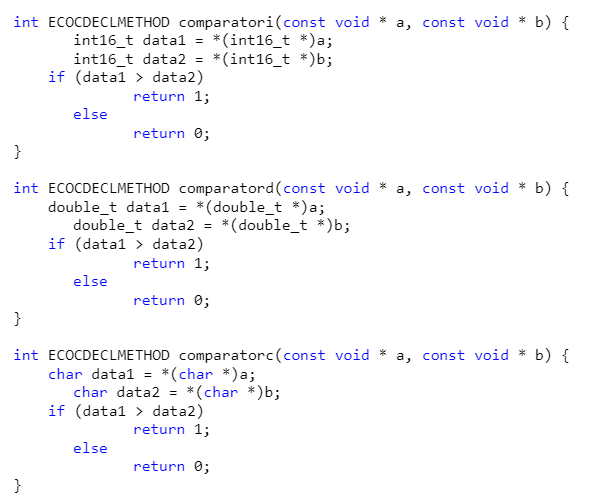 int ECOCDECLMETHOD comparatori(const void * a, const void * b) {
int16_t data1 = *(int16_t *)a;
int16_t data2 = *(int16_t *)b;
if (data1 > data2)
return 1;
else
return 0;
}
int ECOCDECLMETHOD comparatord(const void * a, const void * b) {
double_t data1 = *(double_t *)a;
double_t data2 = *(double_t *)b;
if (data1 > data2)
return 1;
else
return 0;
}
int ECOCDECLMETHOD comparatorc(const void * a, const void * b) {
char data1 = *(char *)a;
char data2 = *(char *)b;
if (data1 > data2)
return 1;
else
return 0;
}